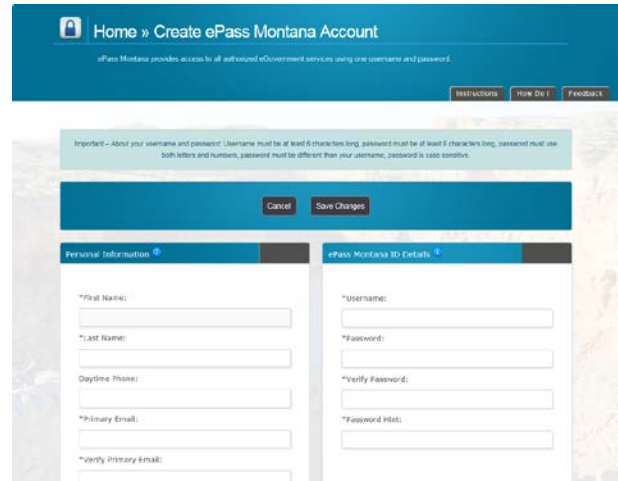 Home » Create ePass Montana Account
ePass Montana provides access to all authorized eGovernment services using one username and password.
Instructions
How Do I
Feedback
Important – About your username and password: Username must be at least 6 characters long, password must be at least 8 characters long, password must use
both letters and numbers, password must be different than your username, password is case sensitive.
Cancel
Save Changes
Personal Information
ePass Montana ID Details
*First Name:
*Last Name:
Daytime Phone:
*Primary Email:
*Verify Primary Email:
*Username:
*Password:
*Verify Password:
*Password Hint: